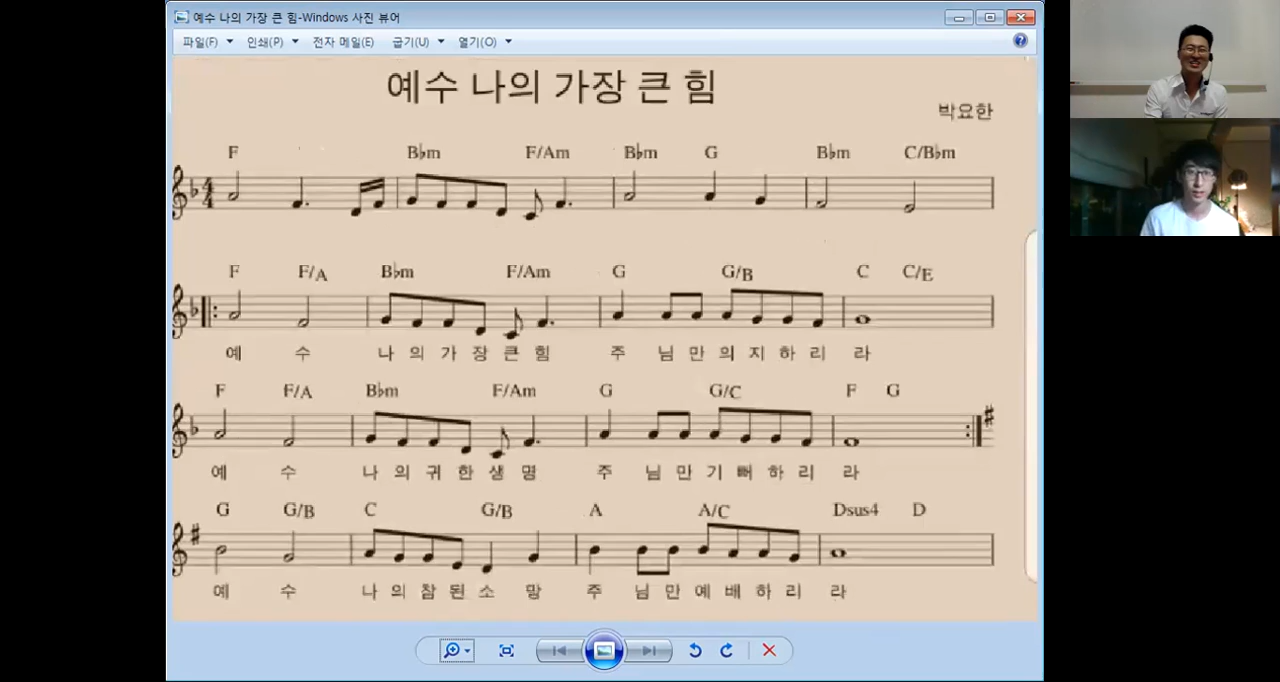 예수 나의 가장 큰 힘-Windows 사진 뷰어
파일(F) 인쇄(P) 전자 메일(E) 굽기(U) 열기(O)
예수 나의 가장 큰 힘
박요한
F B♭m F/Am B♭m G B♭m C/B♭m
4/4
F F/A B♭m F/Am G G/B C C/E
예 수 나 의 가 장 큰 힘 주 님 만 의 지 하 리 라
F F/A B♭m F/Am G G/C F G
예 수 나 의 귀 한 생 명 주 님 만 기 뻐 하 리 라
G G/B C G/B A A/C Dsus4 D
예 수 나 의 참 된 소 망 주 님 만 예 배 하 리 라